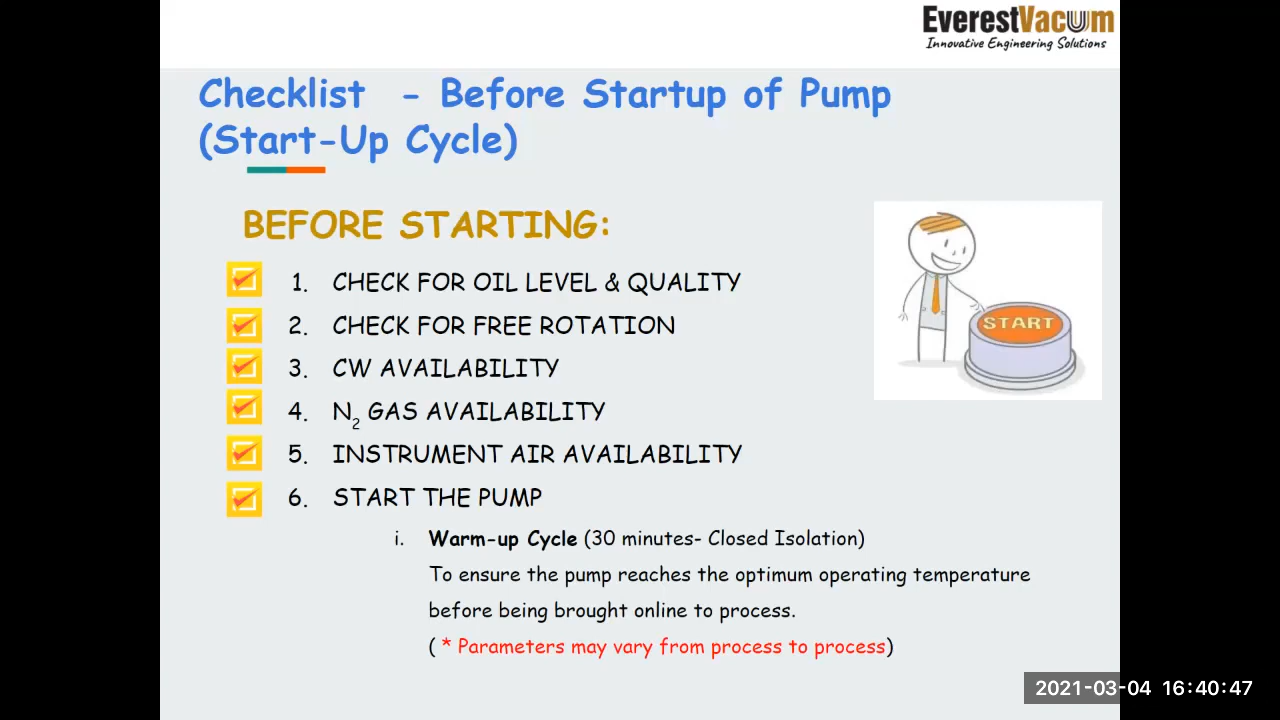 EverestVacuum
Innovative Engineering Solutions
Checklist - Before Startup of Pump
(Start-Up Cycle)
BEFORE STARTING:
1. CHECK FOR OIL LEVEL & QUALITY
2. CHECK FOR FREE ROTATION
3. CW AVAILABILITY
4. N2 GAS AVAILABILITY
5. INSTRUMENT AIR AVAILABILITY
6. START THE PUMP
i. Warm-up Cycle (30 minutes- Closed Isolation)
To ensure the pump reaches the optimum operating temperature
before being brought online to process.
( * Parameters may vary from process to process)
START
2021-03-04 16:40:47